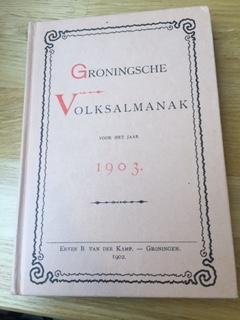 GRONINGSCHE
VOLKSALMANAK
VOOR HET JAAR
1903.
ERVEN B. VAN DER KAMP. — GRONINGEN.
1902.